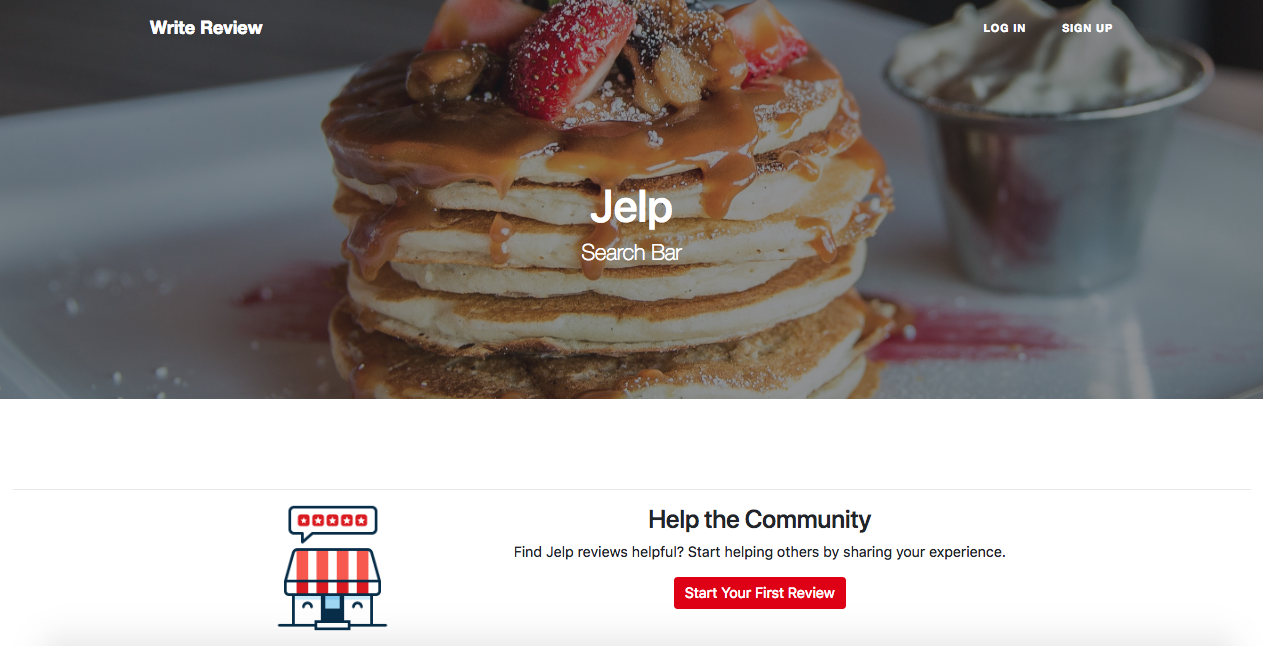 Write Review
LOG IN
SIGN UP
Jelp
Search Bar
Help the Community
Find Jelp reviews helpful? Start helping others by sharing your experience.
Start Your First Review